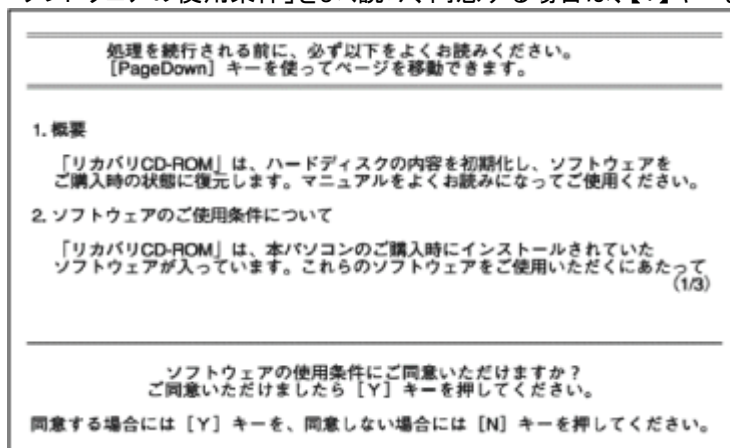 処理を続行される前に、必ず以下をよくお読みください。
[PageDown] キーを使ってページを移動できます。
1. 概要
「リカバリCD-ROM」は、ハードディスクの内容を初期化し、ソフトウェアを
ご購入時の状態に復元します。マニュアルをよくお読みになってご使用ください。
2. ソフトウェアのご使用条件について
「リカバリCD-ROM」は、本パソコンのご購入時にインストールされていた
ソフトウェアが入っています。これらのソフトウェアをご使用いただくにあたって
(1/3)
ソフトウェアの使用条件にご同意いただけますか?
ご同意いただけましたら [Y] キーを押してください。
同意する場合には [Y] キーを、同意しない場合には [N] キーを押してください。